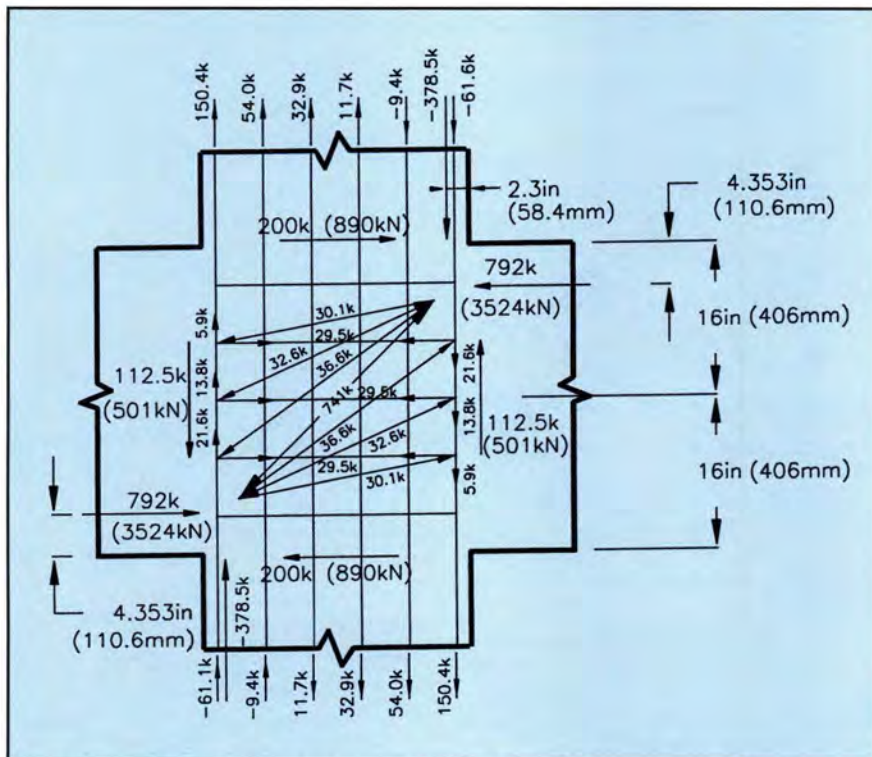 150.4k
54.0k
32.9k
11.7k
-9.4k
-378.5k
-61.6k
2.3in
(58.4mm)
4.353in
(110.6mm)
200k (890kN)
792k
(3524kN)
16in (406mm)
5.9k
30.1k
29.5k
32.6k
36.6k
13.8k
21.6k
112.5k
(501kN)
741k
29.5k
21.6k
13.8k
112.5k
(501kN)
36.6k
32.6k
29.5k
30.1k
5.9k
16in (406mm)
792k
(3524kN)
200k (890kN)
4.353in
(110.6mm)
-378.5k
-61.1k
-9.4k
11.7k
32.9k
54.0k
150.4k